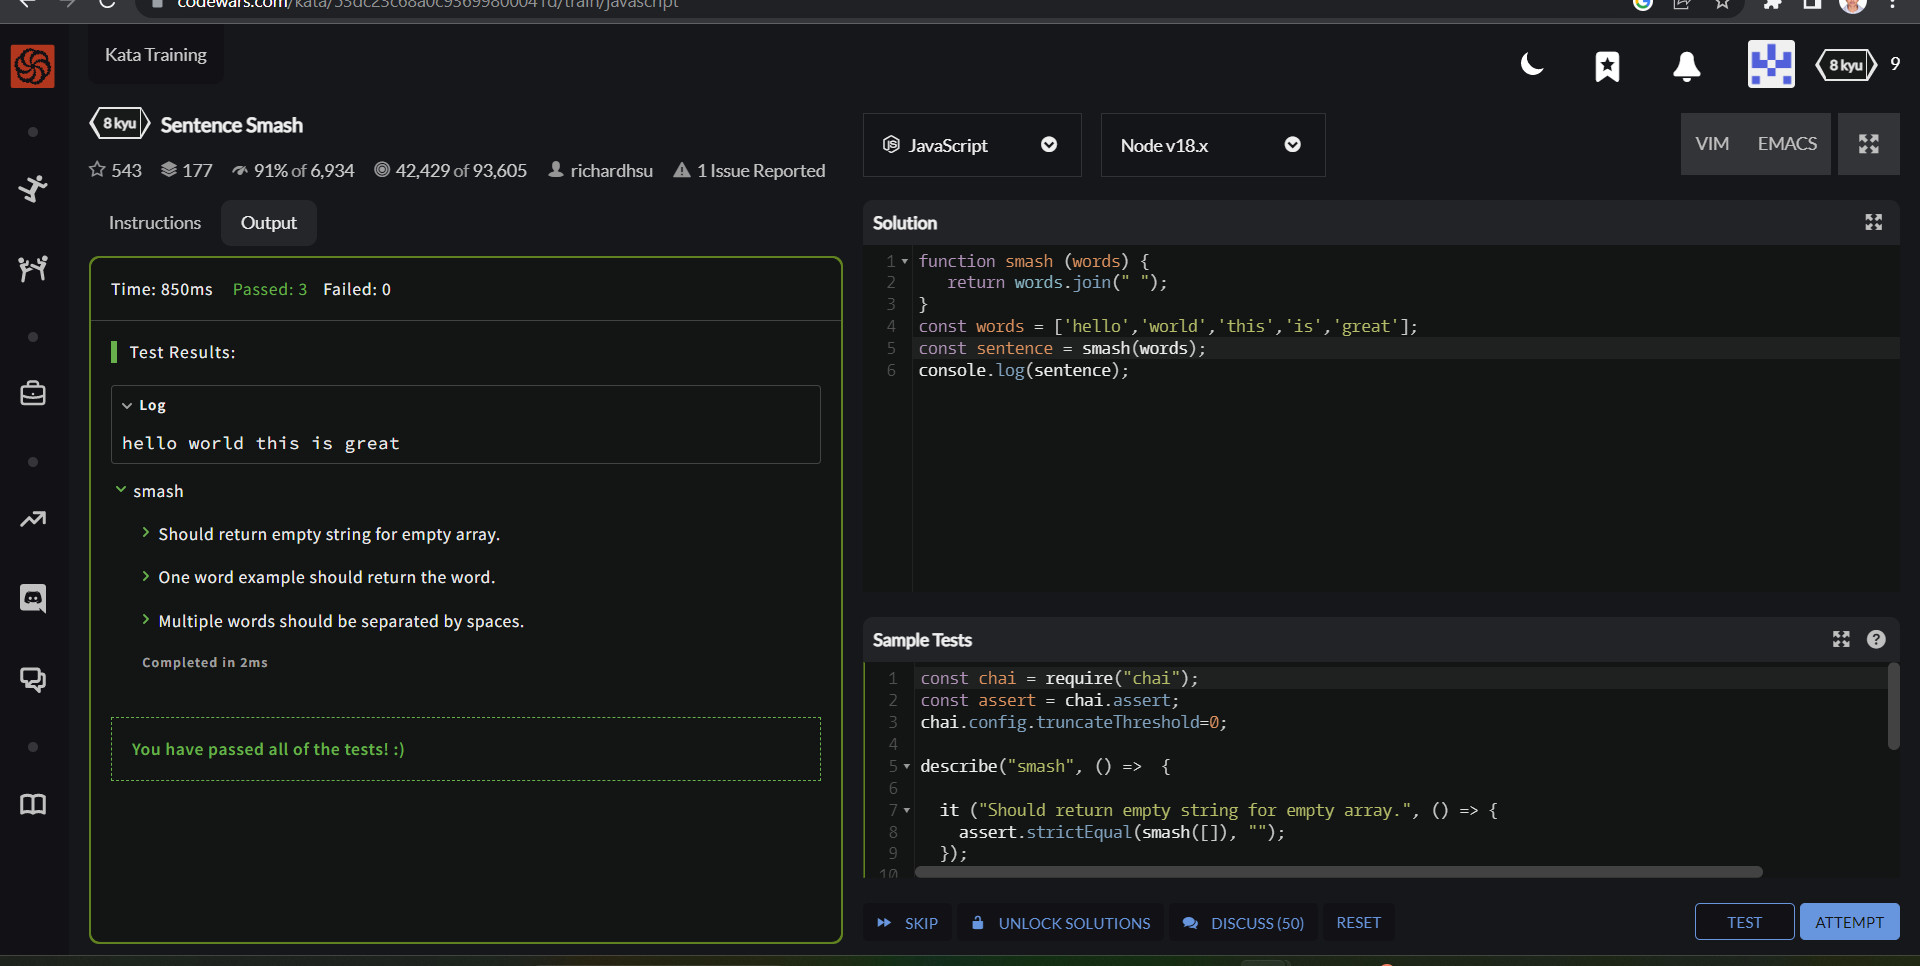 codewars.com/kata/53dc23c68a0c93699800041d/train/javascript
Kata Training
8 kyu
9
8 kyu
Sentence Smash
543
177
91% of 6,934
42,429 of 93,605
richardhsu
1 Issue Reported
JavaScript
Node v18.x
VIM
EMACS
Instructions
Output
Time: 850ms Passed: 3 Failed: 0
Test Results:
Log
hello world this is great
smash
Should return empty string for empty array.
One word example should return the word.
Multiple words should be separated by spaces.
Completed in 2ms
You have passed all of the tests! :)
Solution
1 function smash (words) {
2 return words.join(" ");
3 }
4 const words = ['hello','world','this','is','great'];
5 const sentence = smash(words);
6 console.log(sentence);
Sample Tests
1 const chai = require("chai");
2 const assert = chai.assert;
3 chai.config.truncateThreshold=0;
4
5 describe("smash", () => {
6
7 it ("Should return empty string for empty array.", () => {
8 assert.strictEqual(smash([]), "");
9 });
10
SKIP
UNLOCK SOLUTIONS
DISCUSS (50)
RESET
TEST
ATTEMPT